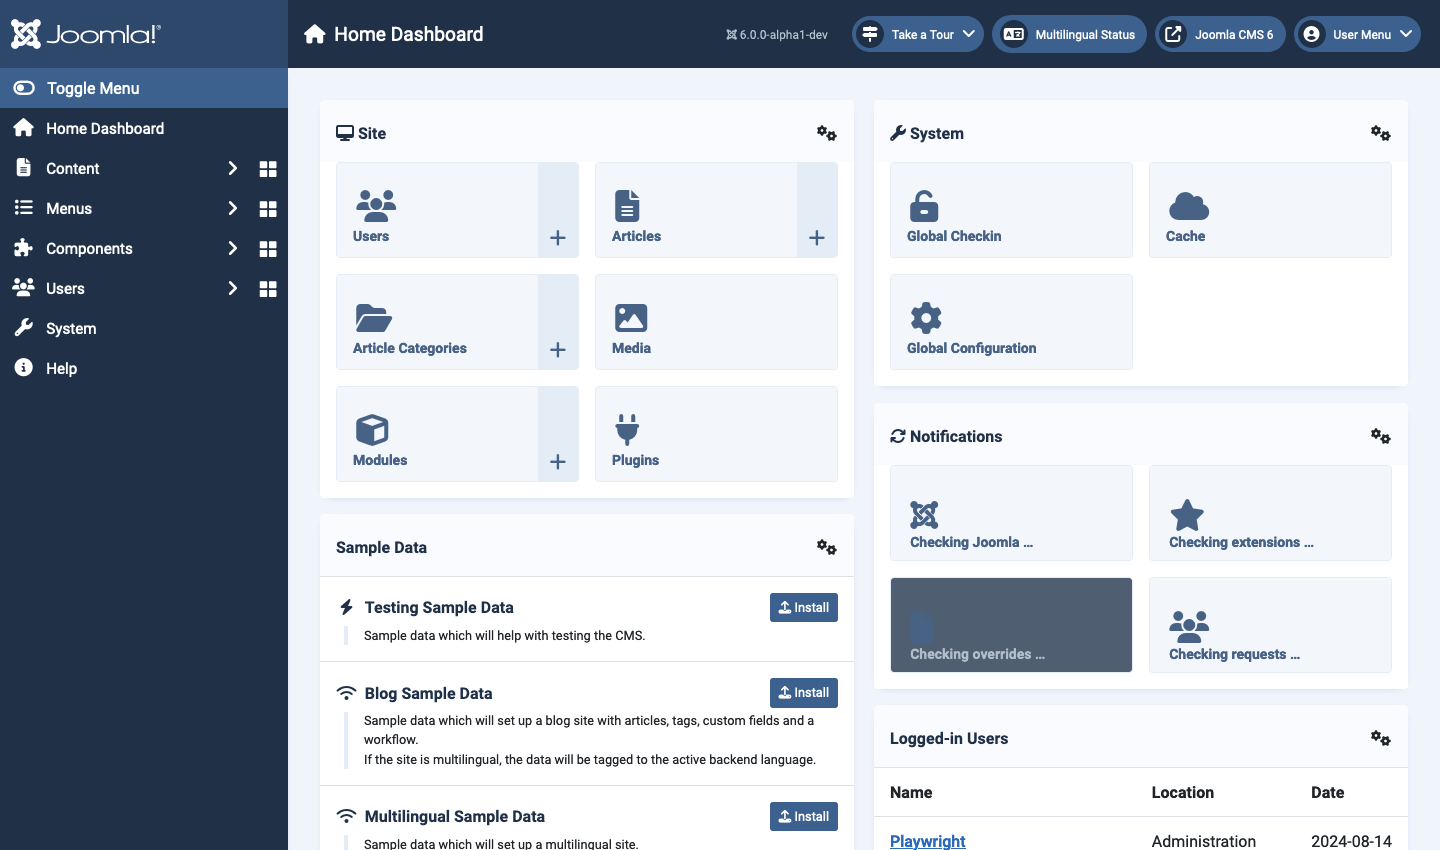 Joomla!®
Home Dashboard
6.0.0-alpha1-dev
Take a Tour
Multilingual Status
Joomla CMS 6
User Menu
Toggle Menu
Home Dashboard
Content
Menus
Components
Users
System
Help
Site
Users
Articles
Article Categories
Media
Modules
Plugins
Sample Data
Testing Sample Data
Install
Sample data which will help with testing the CMS.
Blog Sample Data
Install
Sample data which will set up a blog site with articles, tags, custom fields and a
workflow.
If the site is multilingual, the data will be tagged to the active backend language.
Multilingual Sample Data
Install
Sample data which will set up a multilingual site.
System
Global Checkin
Cache
Global Configuration
Notifications
Checking Joomla ...
Checking extensions ...
Checking overrides ...
Checking requests ...
Logged-in Users
Name Location Date
Playwright Administration 2024-08-14